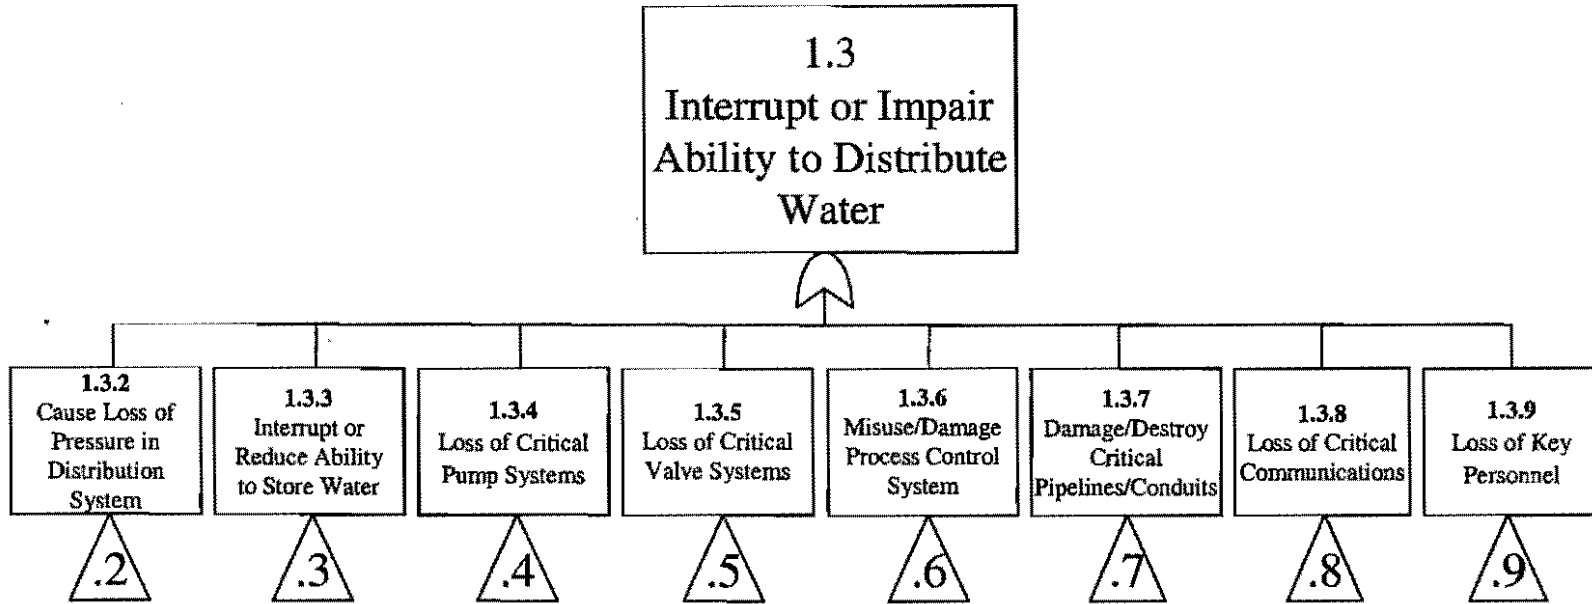 1.3
Interrupt or Impair
Ability to Distribute
Water
1.3.2
Cause Loss of
Pressure in
Distribution
System
1.3.3
Interrupt or
Reduce Ability
to Store Water
1.3.4
Loss of Critical
Pump Systems
1.3.5
Loss of Critical
Valve Systems
1.3.6
Misuse/Damage
Process Control
System
1.3.7
Damage/Destroy
Critical
Pipelines/Conduits
1.3.8
Loss of Critical
Communications
1.3.9
Loss of Key
Personnel
.2
.3
.4
.5
.6
.7
.8
.9